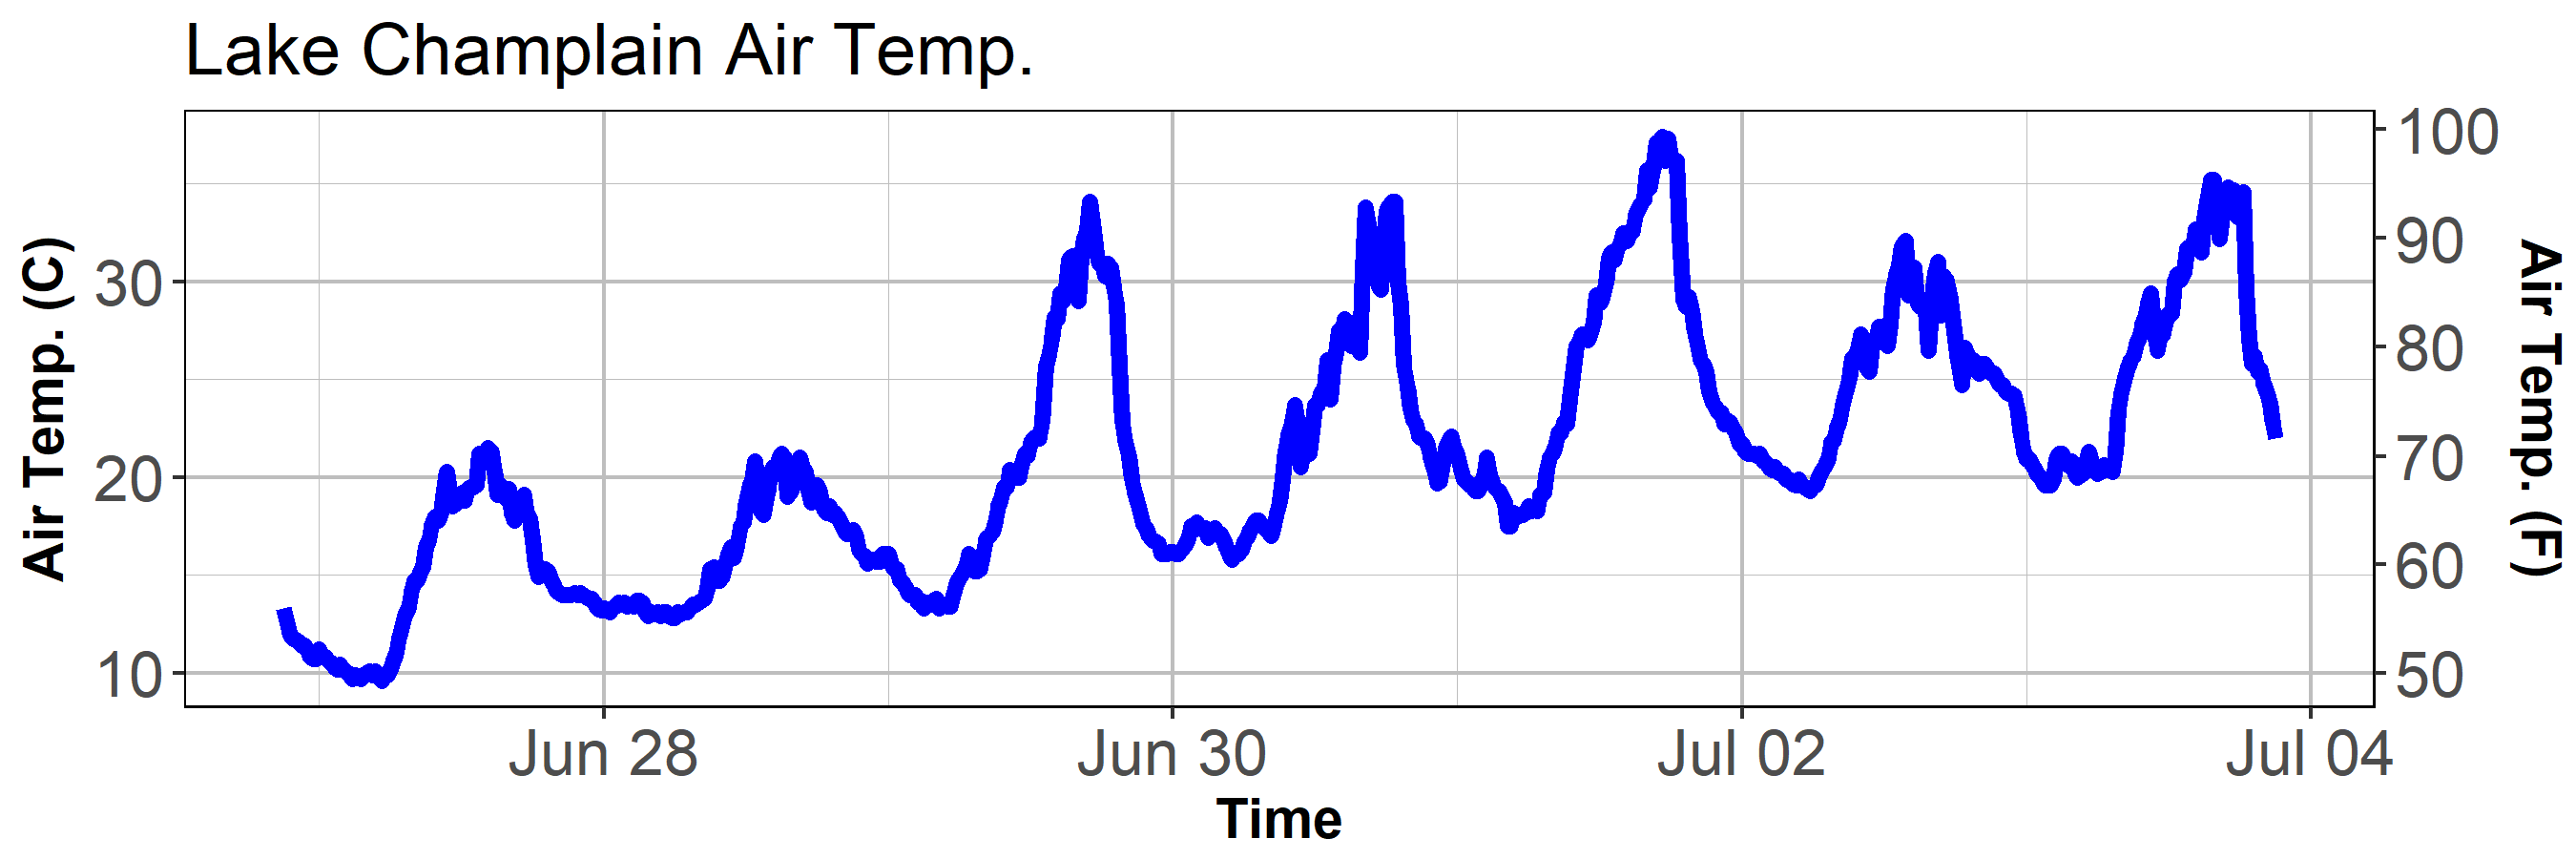 Lake Champlain Air Temp.
Air Temp. (C)
30
20
10
100
90
80
70
60
50
Air Temp. (F)
Jun 28
Jun 30
Jul 02
Jul 04
Time